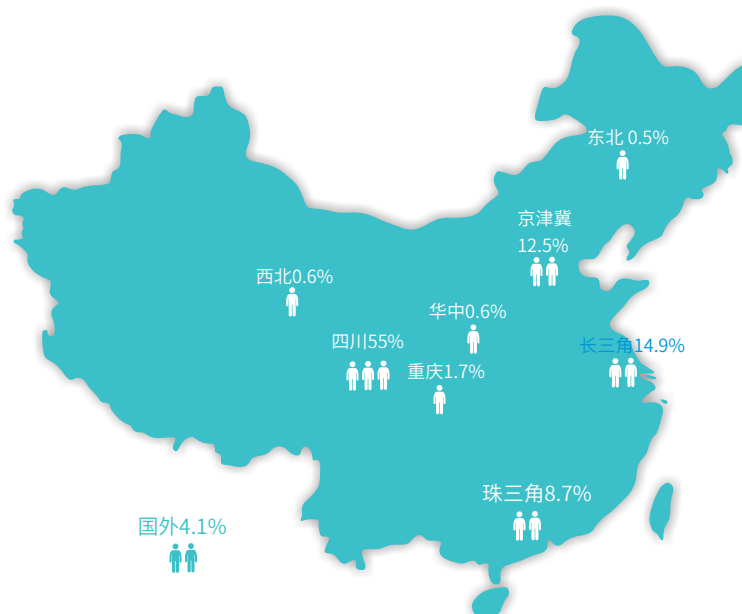 东北 0.5%
京津冀
12.5%
西北0.6%
华中0.6%
四川55%
长三角14.9%
重庆1.7%
珠三角8.7%
国外4.1%